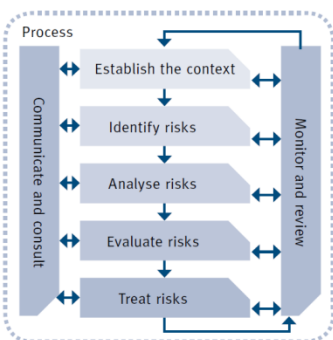 Process
Establish the context
Identify risks
Analyse risks
Evaluate risks
Treat risks
Communicate and consult
Monitor and review